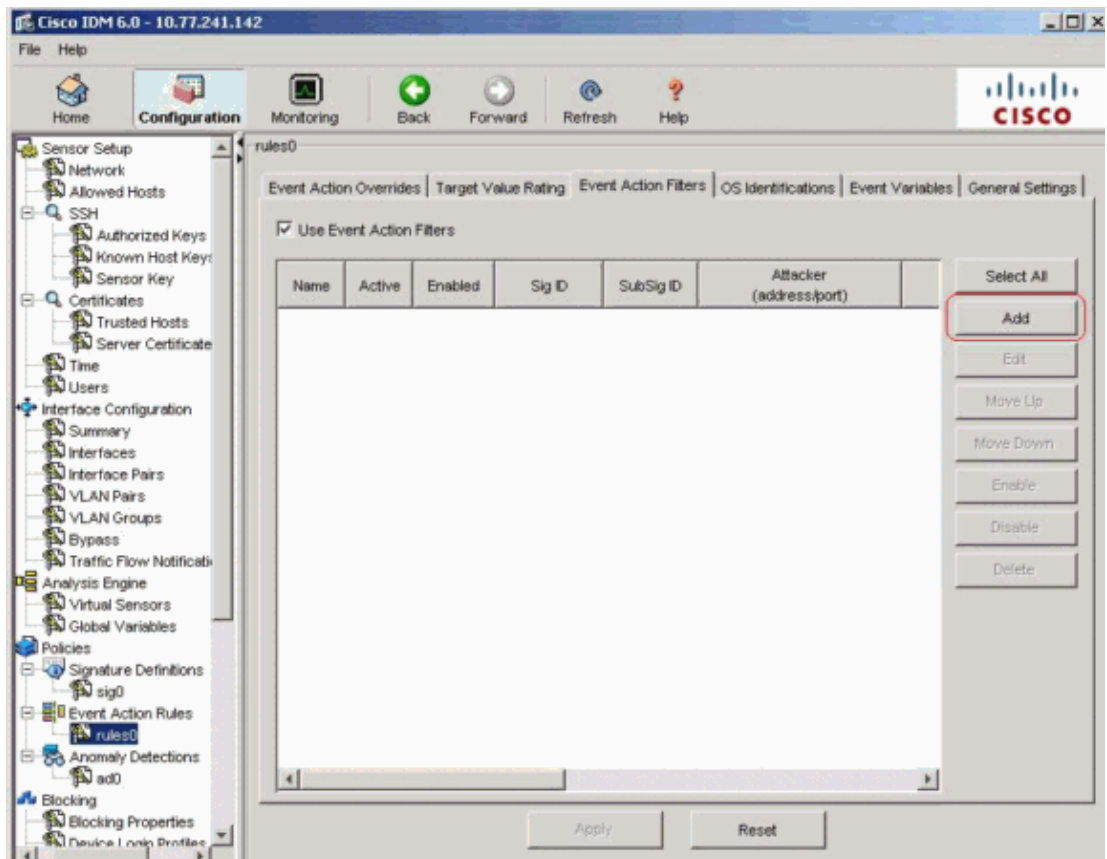 Cisco IDM 6.0 - 10.77.241.142
File Help
Home Configuration Monitoring Back Forward Refresh Help
CISCO
Sensor Setup
Network
Allowed Hosts
SSH
Authorized Keys
Known Host Keys
Sensor Key
Certificates
Trusted Hosts
Server Certificate
Time
Users
Interface Configuration
Summary
Interfaces
Interface Pairs
VLAN Pairs
VLAN Groups
Bypass
Traffic Flow Notificati
Analysis Engine
Virtual Sensors
Global Variables
Policies
Signature Definitions
sig0
Event Action Rules
rules0
Anomaly Detections
ad0
Blocking
Blocking Properties
Device Login Profiles
rules0
Event Action Overrides Target Value Rating Event Action Filters OS Identifications Event Variables General Settings
Use Event Action Filters
Name Active Enabled Sig ID SubSig ID Attacker
(address/port)
Select All
Add
Edit
Move Up
Move Down
Enable
Disable
Delete
Apply Reset